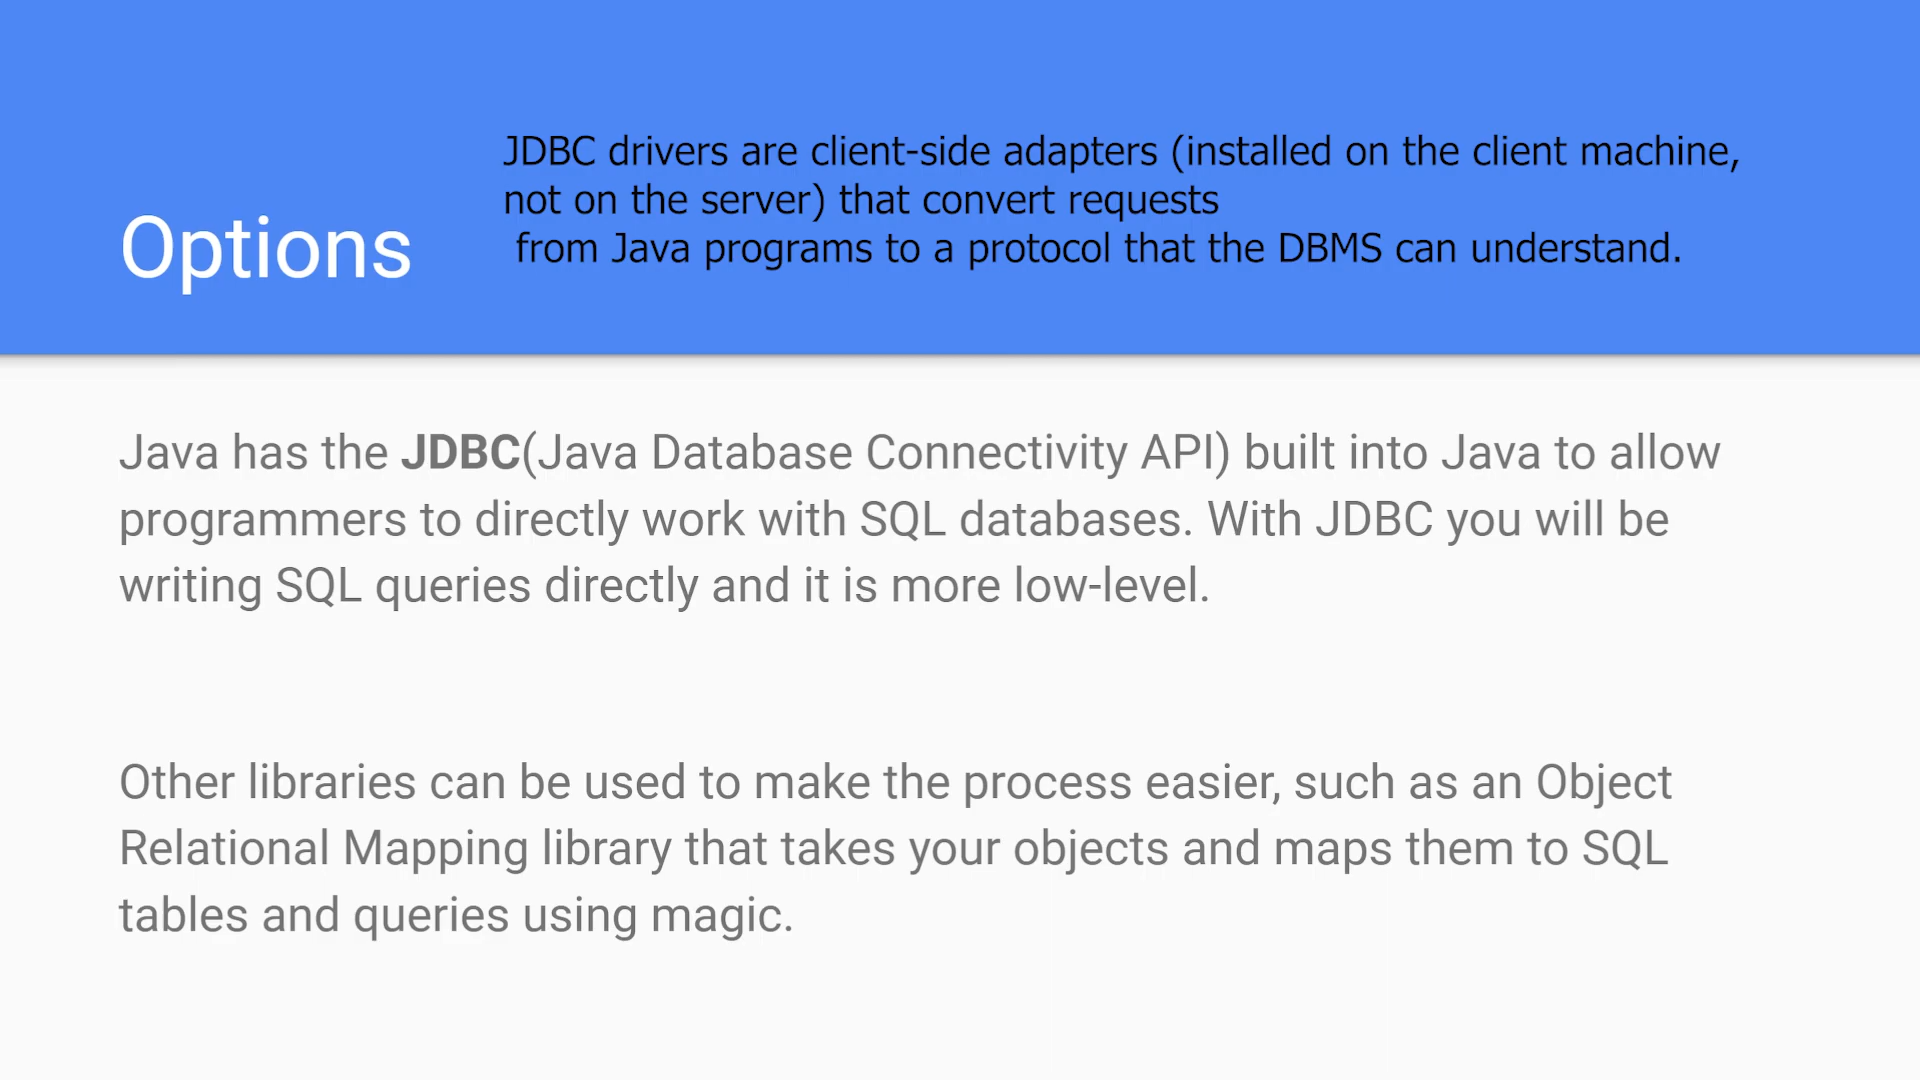 Options
JDBC drivers are client-side adapters (installed on the client machine,
not on the server) that convert requests
from Java programs to a protocol that the DBMS can understand.
Java has the JDBC(Java Database Connectivity API) built into Java to allow
programmers to directly work with SQL databases. With JDBC you will be
writing SQL queries directly and it is more low-level.
Other libraries can be used to make the process easier, such as an Object
Relational Mapping library that takes your objects and maps them to SQL
tables and queries using magic.